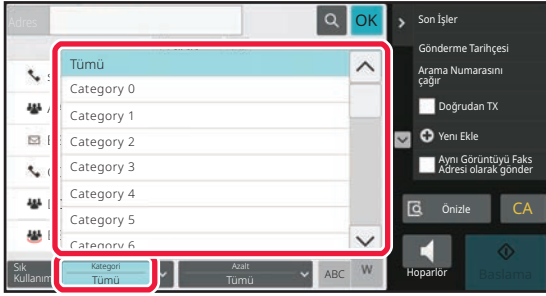 Adres
OK
Tümü
Category 0
Category 1
Category 2
Category 3
Category 4
Category 5
Category 6
Sık
Kullanım
Kategori
Tümü
Azalt
Tümü
ABC
W
Son İşler
Gönderme Tarihçesi
Arama Numarasını
çağır
Doğrudan TX
Yeni Ekle
Aynı Görüntüyü Faks
Adresi olarak gönder
Önizle
CA
Hoparlör
Başlama